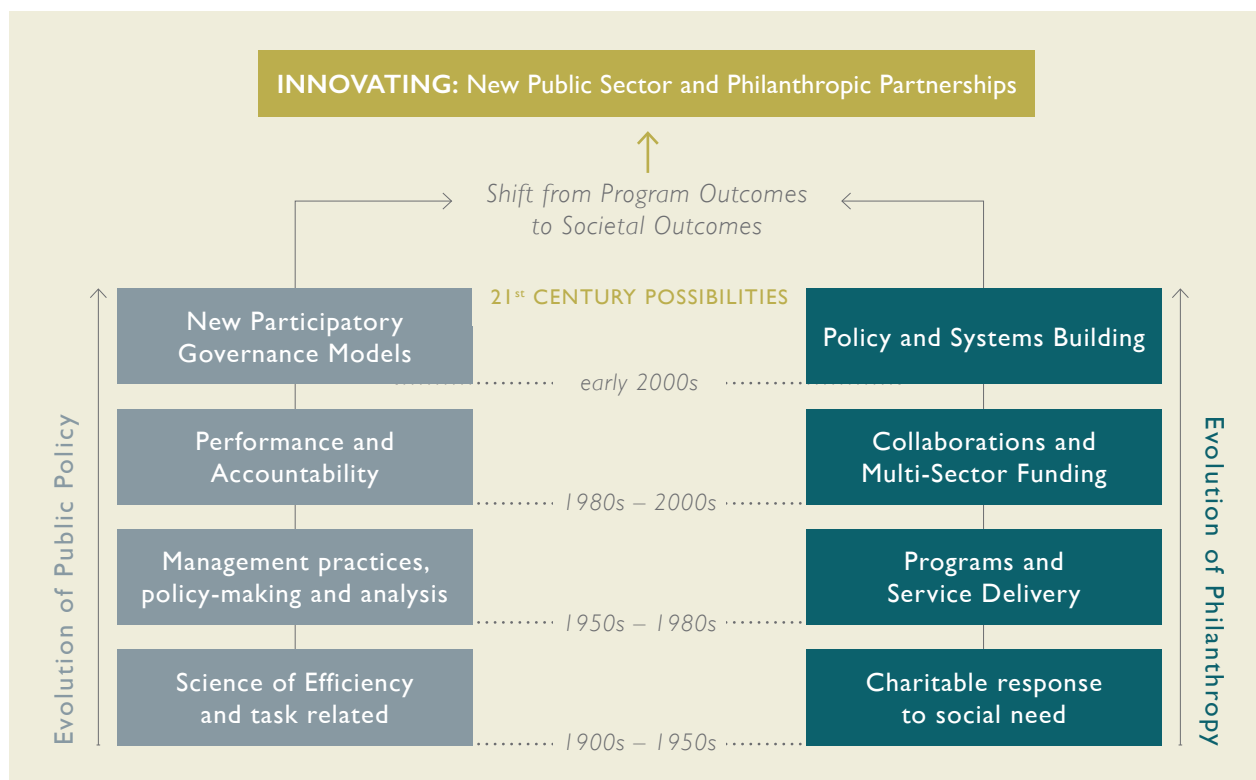 INNOVATING: New Public Sector and Philanthropic Partnerships
Shift from Program Outcomes
to Societal Outcomes
21st CENTURY POSSIBILITIES
New Participatory
Governance Models
Policy and Systems Building
early 2000s
Performance and
Accountability
Collaborations and
Multi-Sector Funding
1980s – 2000s
Management practices,
policy-making and analysis
Programs and
Service Delivery
1950s – 1980s
Science of Efficiency
and task related
Charitable response
to social need
1900s – 1950s
Evolution of Public Policy
Evolution of Philanthropy